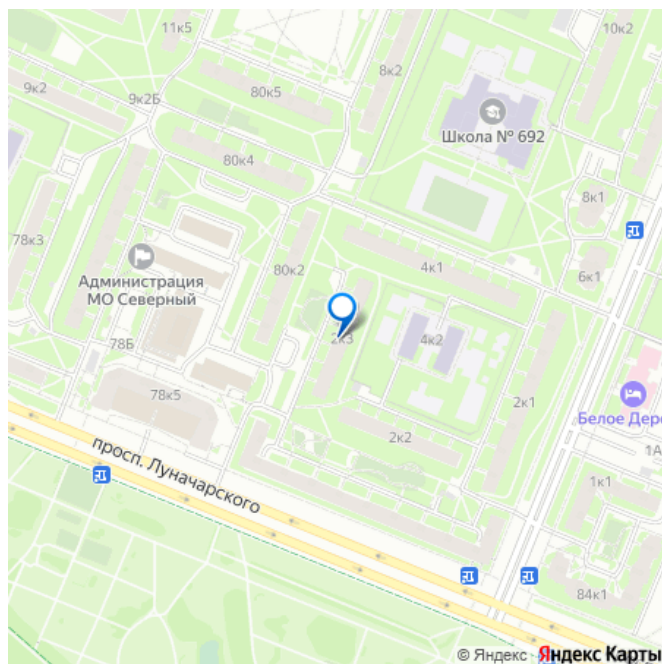 11к5
10к2
8к2
9к2
80к5
9к2Б
Школа № 692
80к4
8к1
78к3
4к1
80к2
6к1
Администрация
МО Северный
2к3
4к2
78Б
78к5
2к1
Белое Дере
2к2
1А
просп. Луначарского
1к1
84к1
© Яндекс Яндекс Карты